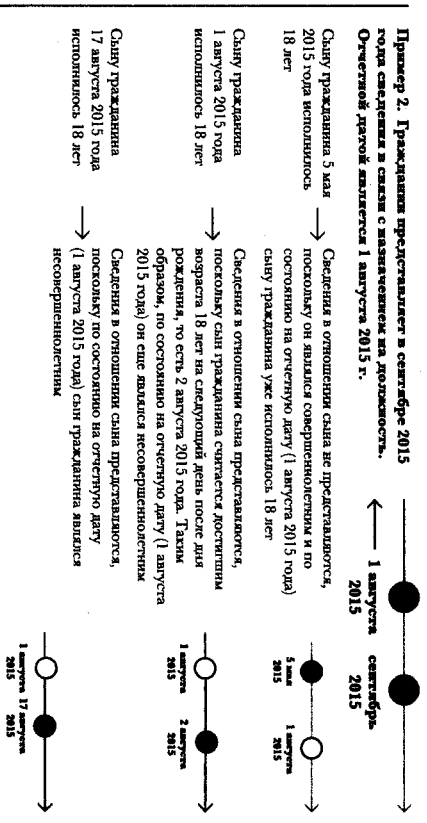 Пример 2. Гражданин представляет в сентябре 2015
года сведения в связи с назначением на должность.
Отчетной датой является 1 августа 2015 г.
1 августа
2015
сентябрь
2015
Сыну гражданина 5 мая
2015 года исполнилось
18 лет
Сведения в отношении сына не представляются,
поскольку он являлся совершеннолетним и по
состоянию на отчетную дату (1 августа 2015 года)
сыну гражданина уже исполнилось 18 лет
5 мая
2015
1 августа
2015
Сыну гражданина
1 августа 2015 года
исполнилось 18 лет
Сведения в отношении сына представляются,
поскольку сын гражданина считается достигшим
возраста 18 лет на следующий день после дня
рождения, то есть 2 августа 2015 года. Таким
образом, по состоянию на отчетную дату (1 августа
2015 года) он еще являлся несовершеннолетним
1 августа
2015
2 августа
2015
Сыну гражданина
17 августа 2015 года
исполнилось 18 лет
Сведения в отношении сына представляются,
поскольку по состоянию на отчетную дату
(1 августа 2015 года) сын гражданина являлся
несовершеннолетним
1 августа
2015
17 августа
2015